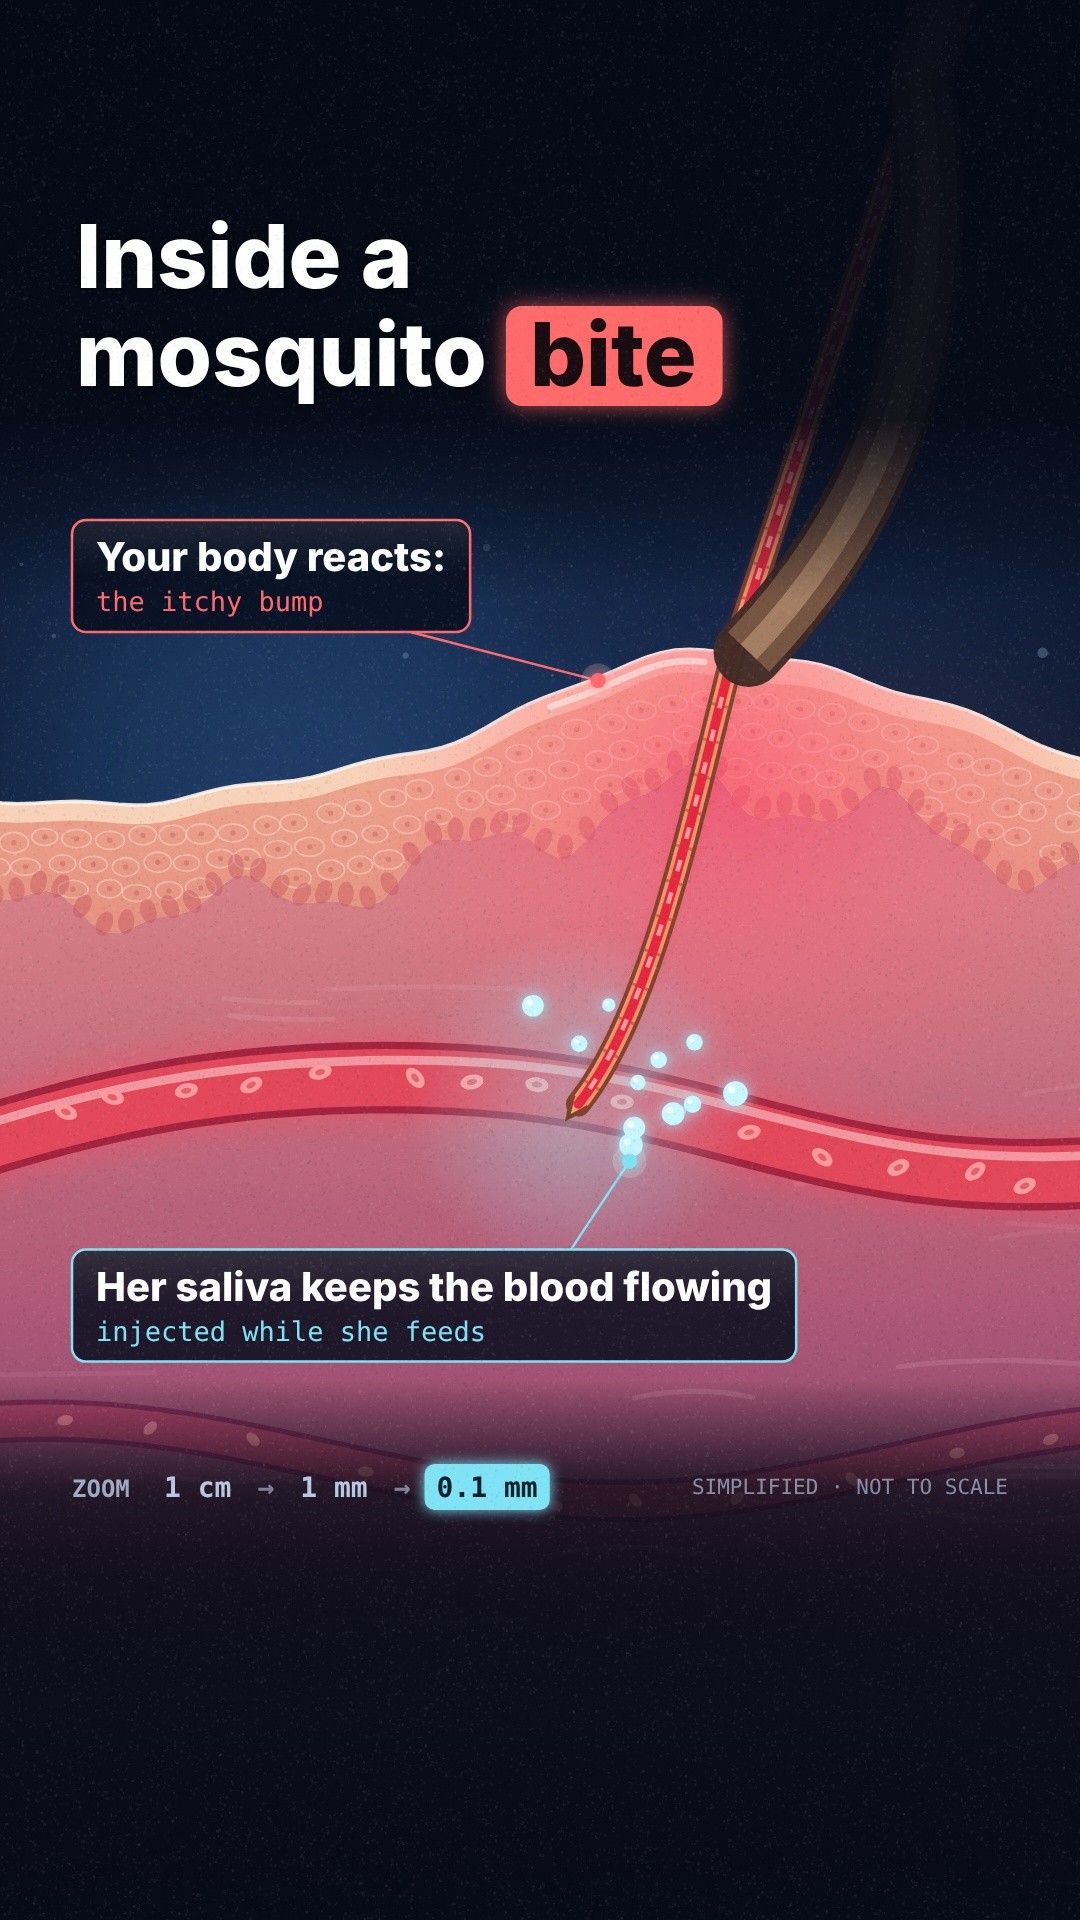 Inside a
mosquito bite
Your body reacts:
the itchy bump
Her saliva keeps the blood flowing
injected while she feeds
ZOOM 1 cm → 1 mm → 0.1 mm
SIMPLIFIED · NOT TO SCALE